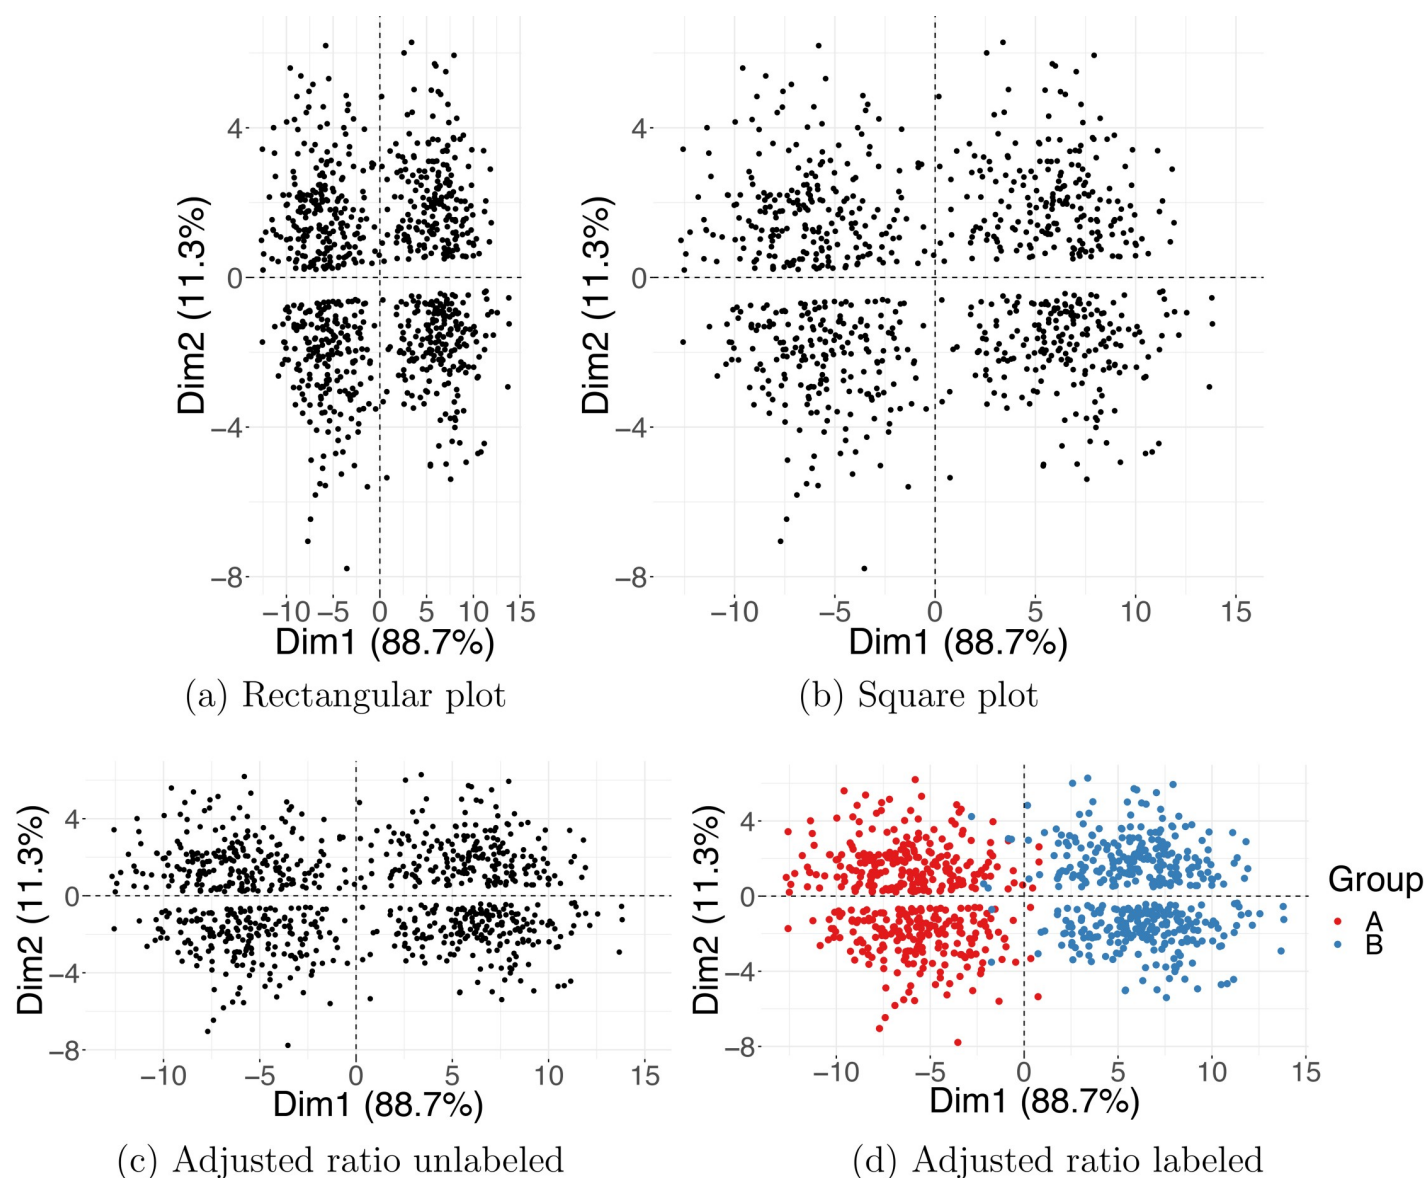 4
0
−4
−8
Dim2 (11.3%)
−10 −5 0 5 10 15
Dim1 (88.7%)
(a) Rectangular plot
4
0
−4
−8
Dim2 (11.3%)
−10 −5 0 5 10 15
Dim1 (88.7%)
(b) Square plot
4
0
−4
−8
Dim2 (11.3%)
−10 −5 0 5 10 15
Dim1 (88.7%)
(c) Adjusted ratio unlabeled
4
0
−4
−8
Dim2 (11.3%)
−10 −5 0 5 10 15
Dim1 (88.7%)
Group
A
B
(d) Adjusted ratio labeled